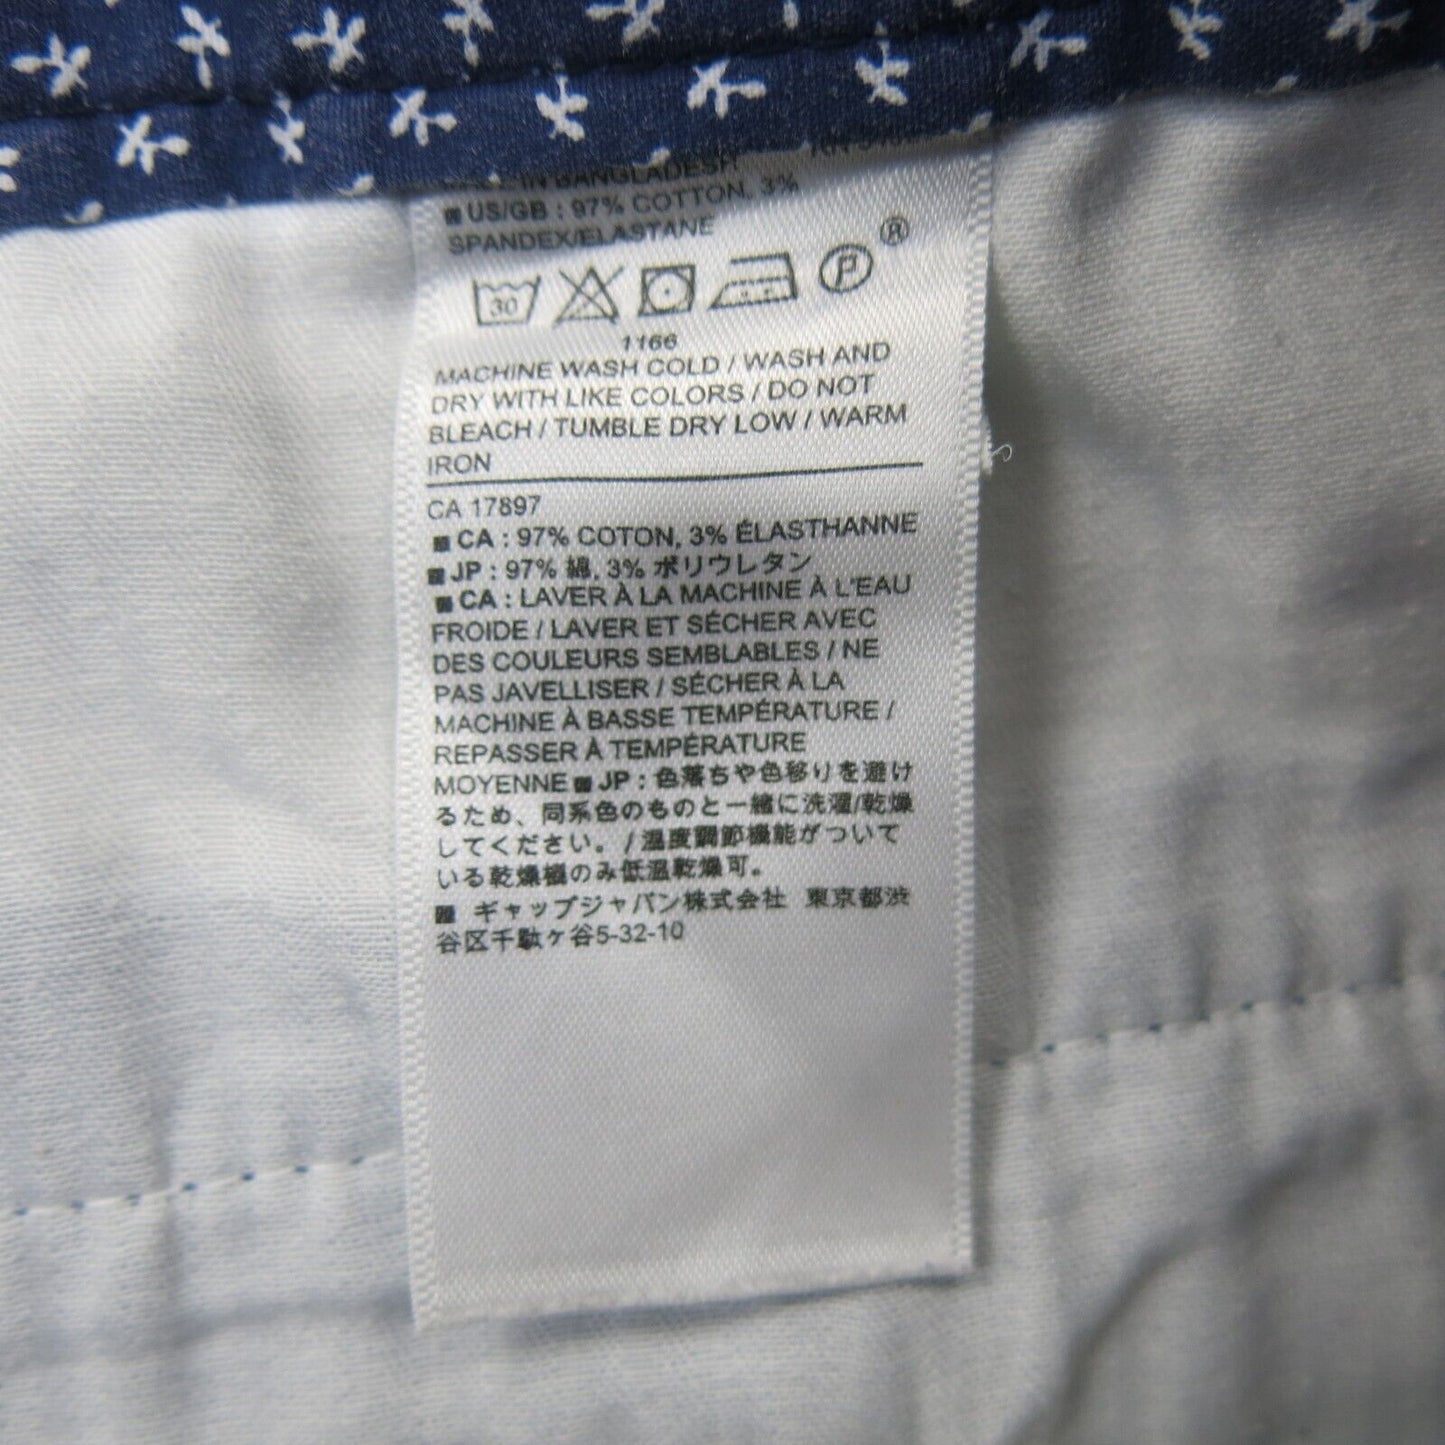 MADE IN BANGLADESH
US/GB : 97% COTTON, 3%
SPANDEX/ELASTANE
30 P ®
1166
MACHINE WASH COLD / WASH AND
DRY WITH LIKE COLORS / DO NOT
BLEACH / TUMBLE DRY LOW / WARM
IRON
CA 17897
CA : 97% COTON, 3% ÉLASTHANNE
JP : 97% 綿, 3% ポリウレタン
CA : LAVER À LA MACHINE À L'EAU
FROIDE / LAVER ET SÉCHER AVEC
DES COULEURS SEMBLABLES / NE
PAS JAVELLISER / SÉCHER À LA
MACHINE À BASSE TEMPÉRATURE /
REPASSER À TEMPÉRATURE
MOYENNE JP : 色落ちや色移りを避け
るため、同系色のものと一緒に洗濯/乾燥
してください。 / 温度調節機能がついて
いる乾燥機のみ低温乾燥可。
ギャップジャパン株式会社 東京都渋
谷区千駄ケ谷5-32-10